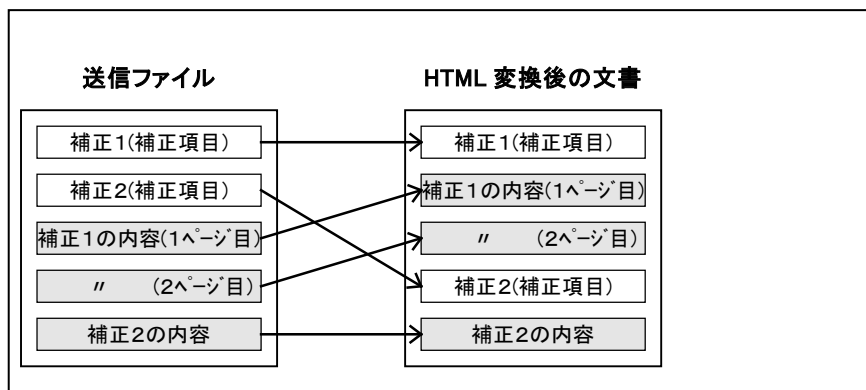 送信ファイル
補正1(補正項目)
補正2(補正項目)
補正1の内容(1ページ目)
〃 (2ページ目)
補正2の内容
HTML 変換後の文書
補正1(補正項目)
補正1の内容(1ページ目)
〃 (2ページ目)
補正2(補正項目)
補正2の内容